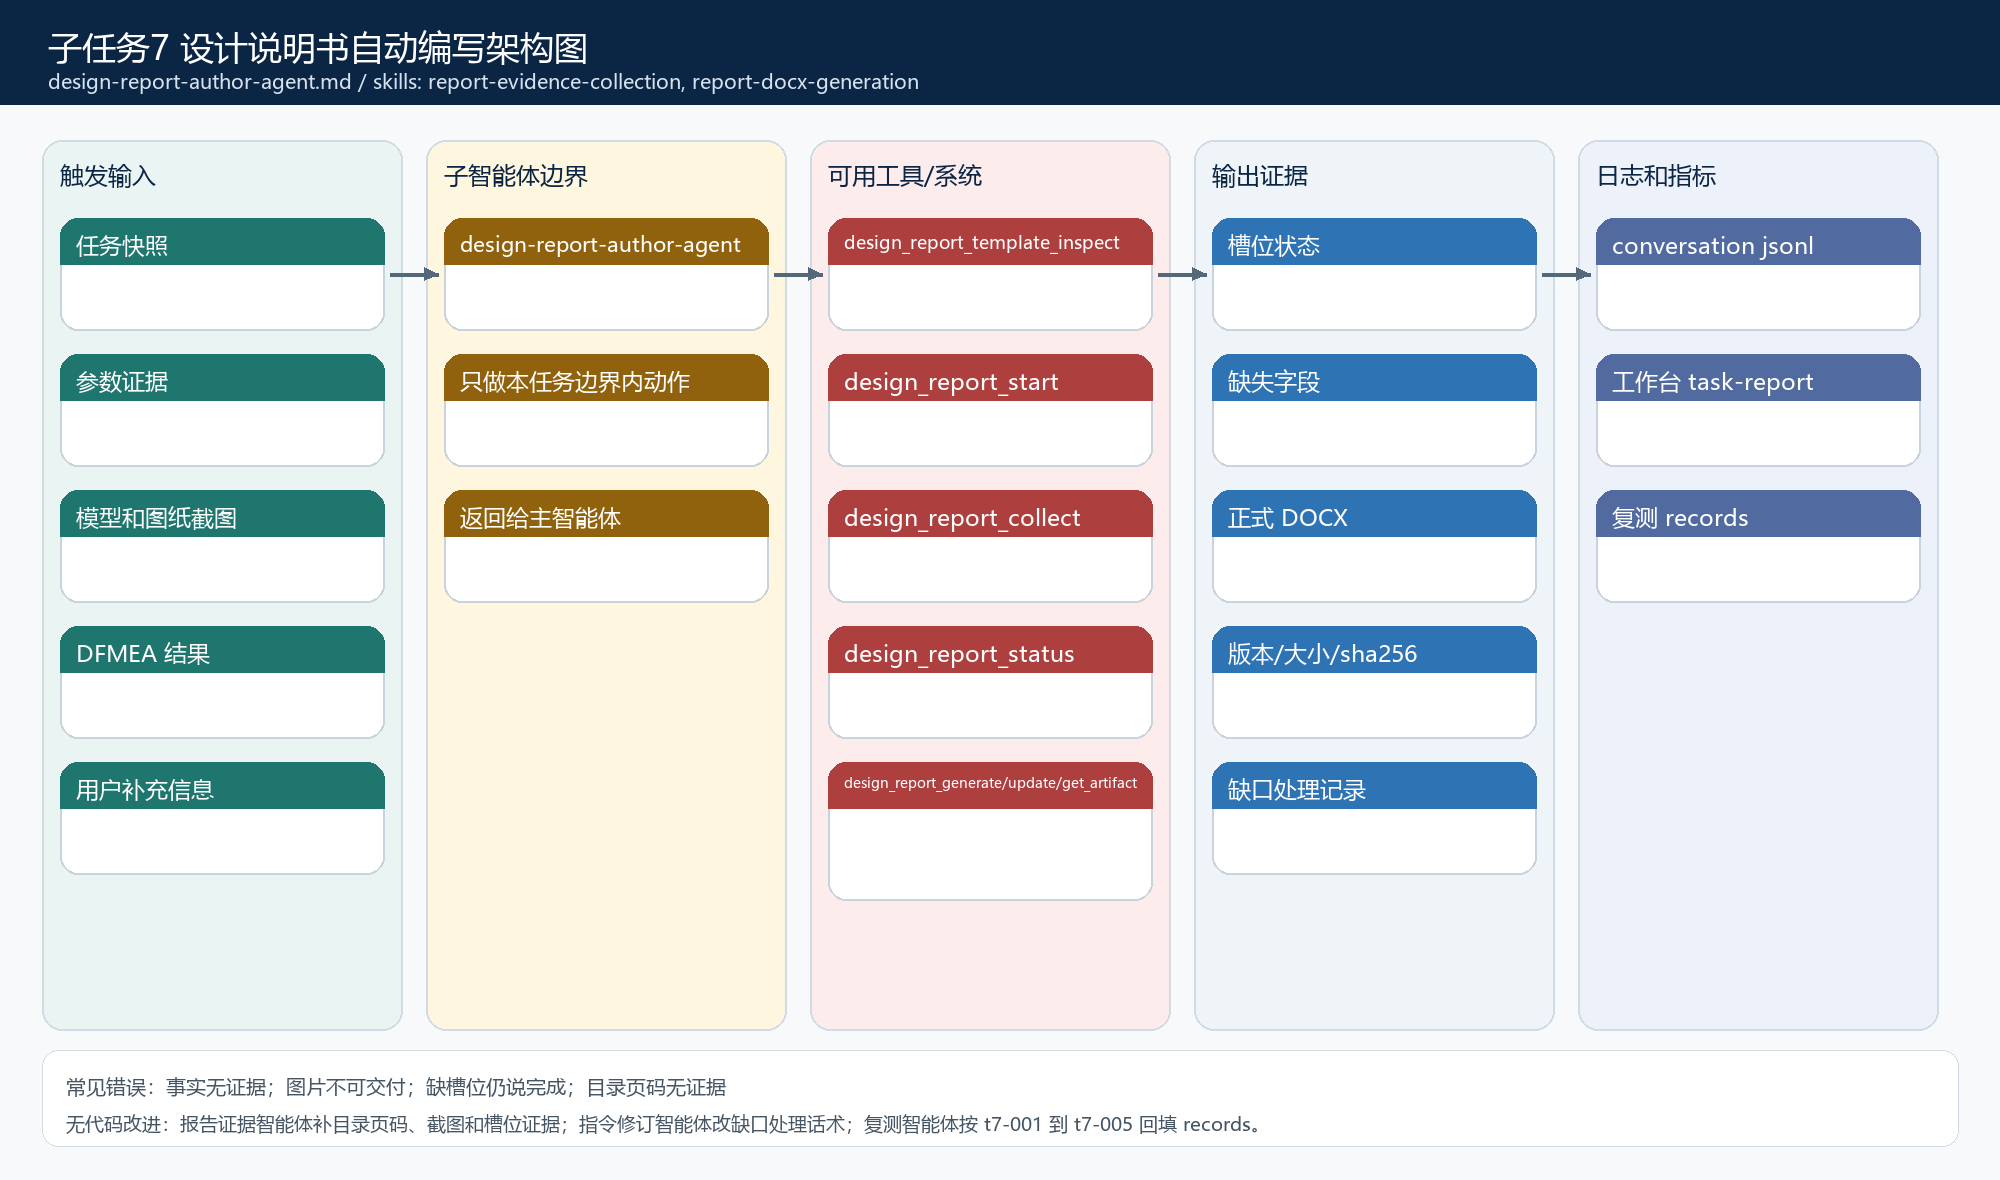 子任务7 设计说明书自动编写架构图
design-report-author-agent.md / skills: report-evidence-collection, report-docx-generation
触发输入
任务快照
参数证据
模型和图纸截图
DFMEA 结果
用户补充信息
子智能体边界
design-report-author-agent
只做本任务边界内动作
返回给主智能体
可用工具/系统
design_report_template_inspect
design_report_start
design_report_collect
design_report_status
design_report_generate/update/get_artifact
输出证据
槽位状态
缺失字段
正式 DOCX
版本/大小/sha256
缺口处理记录
日志和指标
conversation jsonl
工作台 task-report
复测 records
常见错误：事实无证据；图片不可交付；缺槽位仍说完成；目录页码无证据
无代码改进：报告证据智能体补目录页码、截图和槽位证据；指令修订智能体改缺口处理话术；复测智能体按 t7-001 到 t7-005 回填 records。